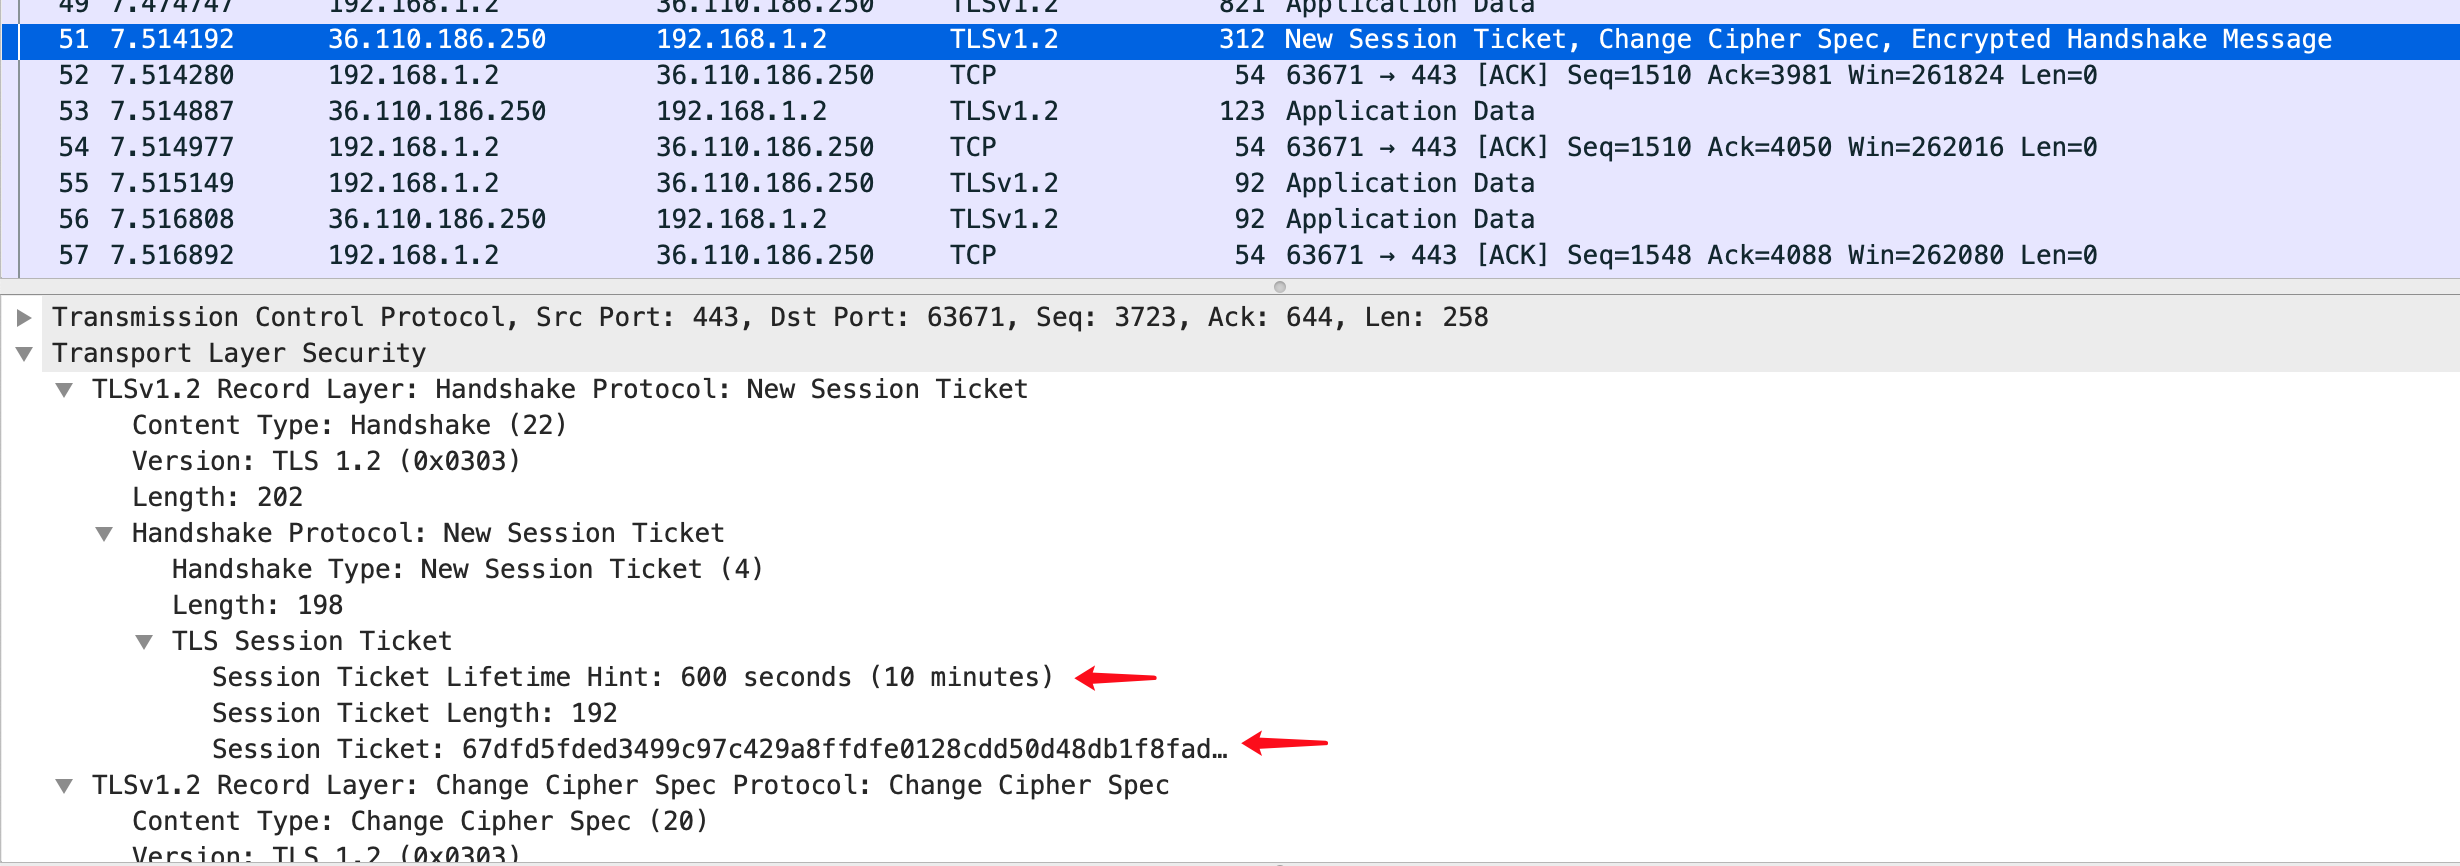 49 7.474747 192.168.1.2 36.110.186.250 TLSv1.2 821 Application Data
51 7.514192 36.110.186.250 192.168.1.2 TLSv1.2 312 New Session Ticket, Change Cipher Spec, Encrypted Handshake Message
52 7.514280 192.168.1.2 36.110.186.250 TCP 54 63671 → 443 [ACK] Seq=1510 Ack=3981 Win=261824 Len=0
53 7.514887 36.110.186.250 192.168.1.2 TLSv1.2 123 Application Data
54 7.514977 192.168.1.2 36.110.186.250 TCP 54 63671 → 443 [ACK] Seq=1510 Ack=4050 Win=262016 Len=0
55 7.515149 192.168.1.2 36.110.186.250 TLSv1.2 92 Application Data
56 7.516808 36.110.186.250 192.168.1.2 TLSv1.2 92 Application Data
57 7.516892 192.168.1.2 36.110.186.250 TCP 54 63671 → 443 [ACK] Seq=1548 Ack=4088 Win=262080 Len=0
Transmission Control Protocol, Src Port: 443, Dst Port: 63671, Seq: 3723, Ack: 644, Len: 258
Transport Layer Security
TLSv1.2 Record Layer: Handshake Protocol: New Session Ticket
Content Type: Handshake (22)
Version: TLS 1.2 (0x0303)
Length: 202
Handshake Protocol: New Session Ticket
Handshake Type: New Session Ticket (4)
Length: 198
TLS Session Ticket
Session Ticket Lifetime Hint: 600 seconds (10 minutes)
Session Ticket Length: 192
Session Ticket: 67dfd5fded3499c97c429a8ffdfe0128cdd50d48db1f8fad…
TLSv1.2 Record Layer: Change Cipher Spec Protocol: Change Cipher Spec
Content Type: Change Cipher Spec (20)
Version: TLS 1.2 (0x0303)